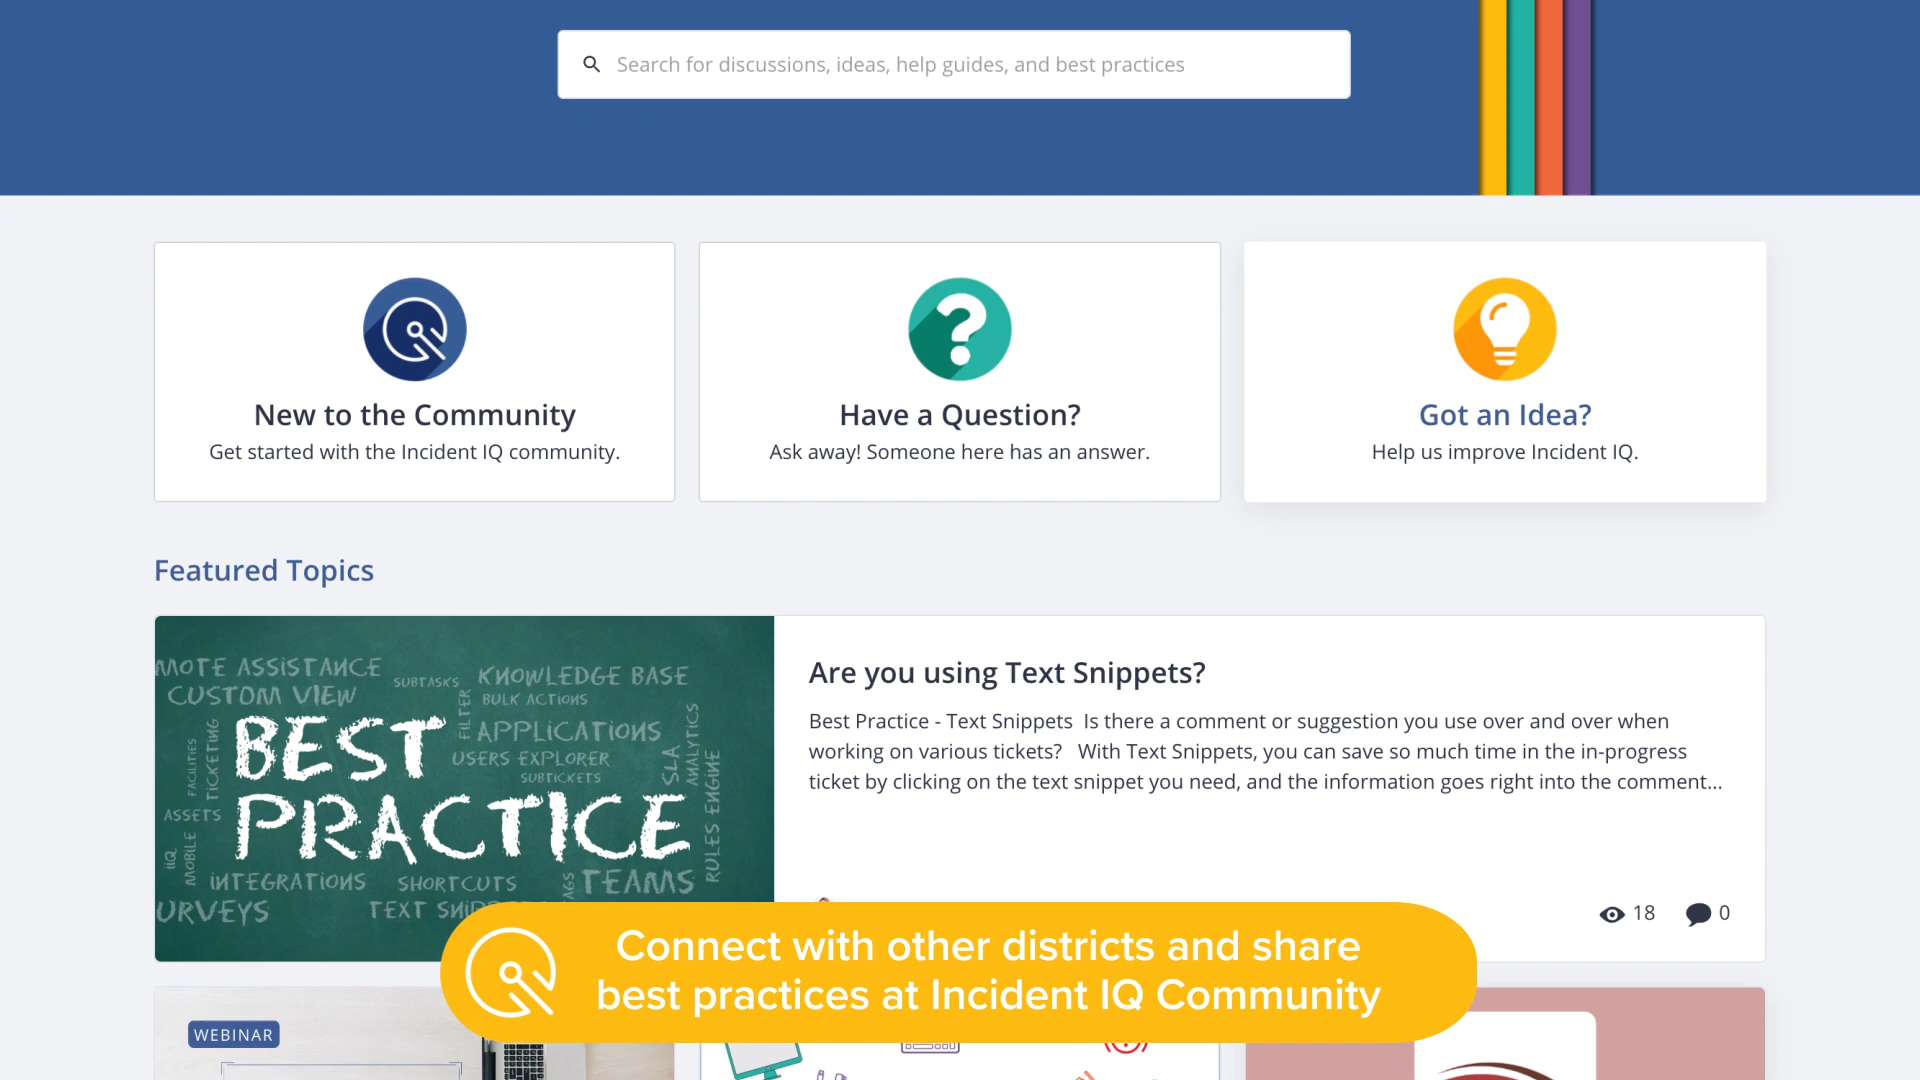 Search for discussions, ideas, help guides, and best practices
New to the Community
Get started with the Incident IQ community.
Have a Question?
Ask away! Someone here has an answer.
Got an Idea?
Help us improve Incident IQ.
Featured Topics
MOTE ASSISTANCE
SUBTASKS
KNOWLEDGE BASE
CUSTOM VIEW
BULK ACTIONS
FILTER
APPLICATIONS
USERS EXPLORER
SUBTICKETS
SLA
ANALYTICS
FACILITIES
TICKETING
BEST
PRACTICE
ASSETS
IIQ
MOBILE
RULES ENGINE
INTEGRATIONS
SHORTCUTS
AGS
TEAMS
URVEYS
TEXT
Are you using Text Snippets?
Best Practice - Text Snippets  Is there a comment or suggestion you use over and over when
working on various tickets?   With Text Snippets, you can save so much time in the in-progress
ticket by clicking on the text snippet you need, and the information goes right into the comment...
18
0
Connect with other districts and share
best practices at Incident IQ Community
WEBINAR